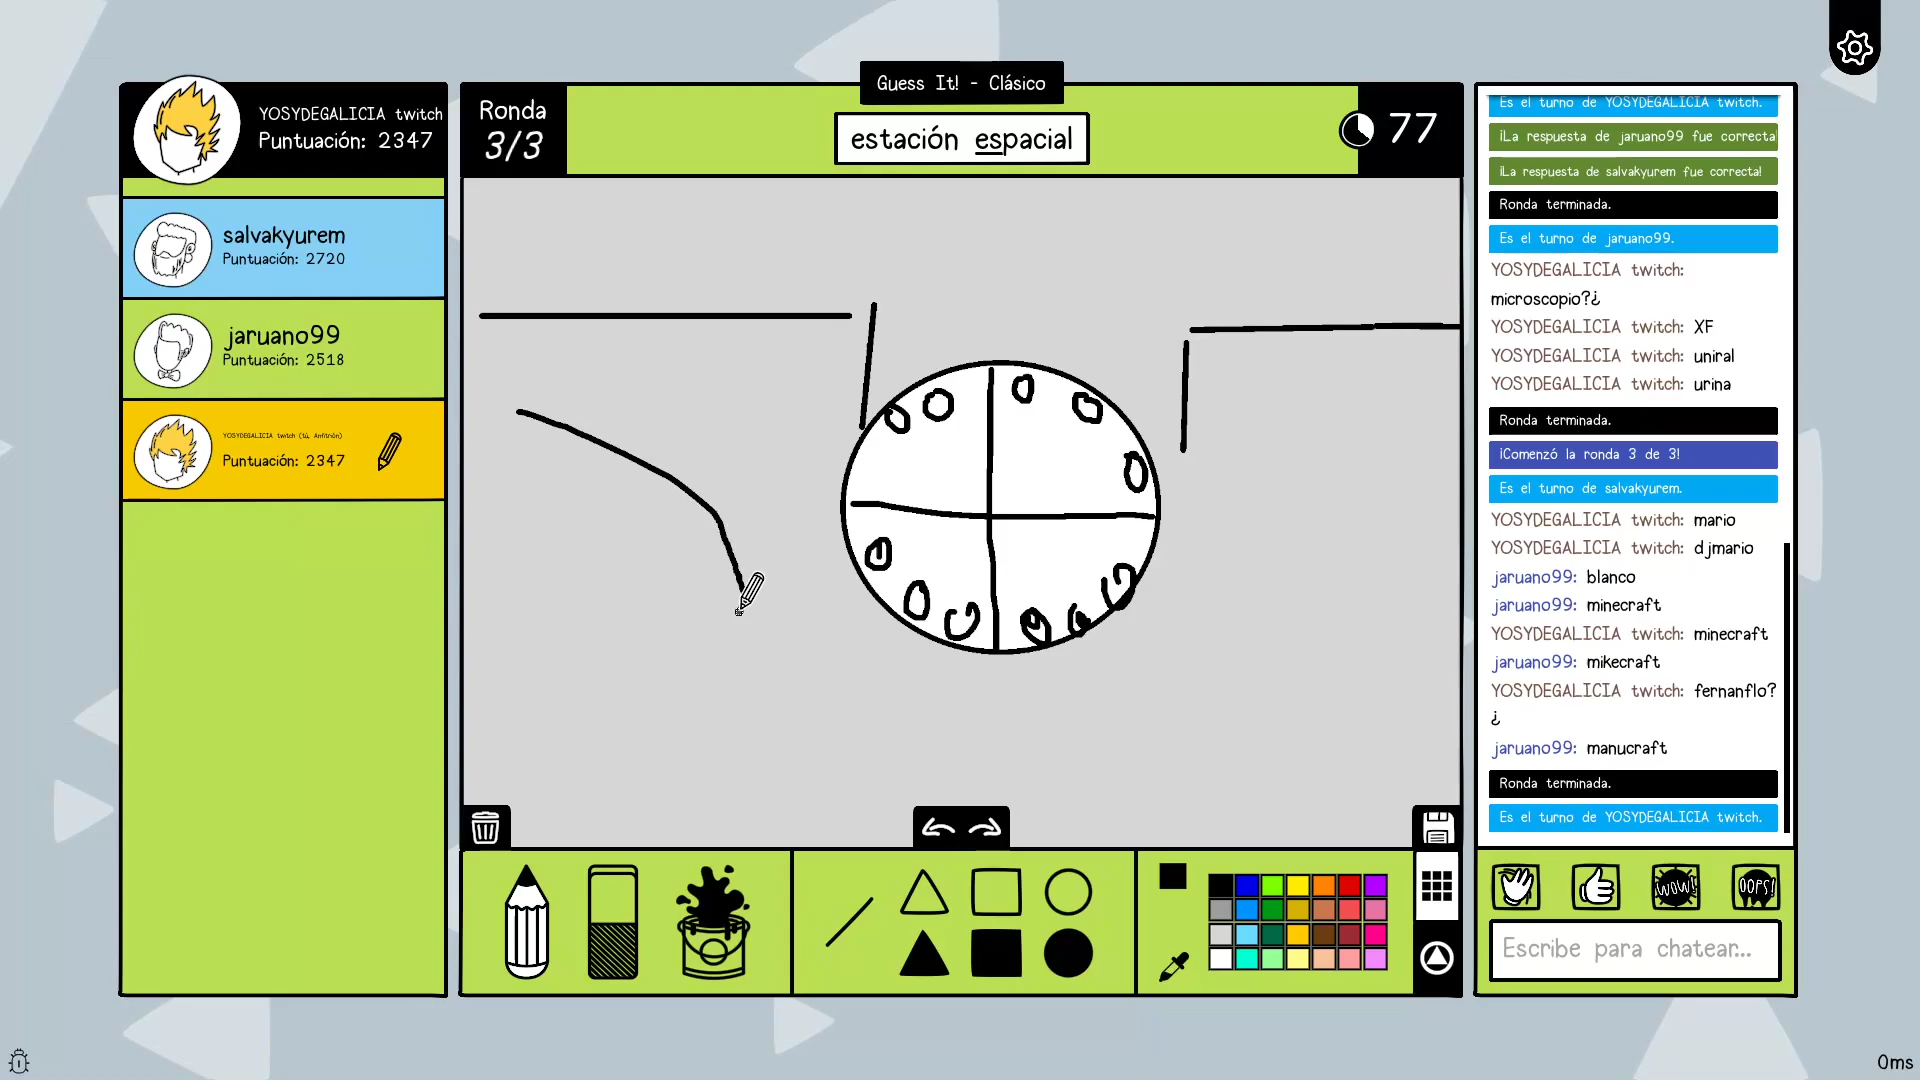 Guess It! - Clásico
YOSYDEGALICIA twitch
Puntuación: 2347
Ronda
3/3
estación espacial
77
salvakyurem
Puntuación: 2720
jaruano99
Puntuación: 2518
YOSYDEGALICIA twitch (tú, Anfitrión)
Puntuación: 2347
Es el turno de YOSYDEGALICIA twitch.
¡La respuesta de jaruano99 fue correcta
¡La respuesta de salvakyurem fue correcta!
Ronda terminada.
Es el turno de jaruano99.
YOSYDEGALICIA twitch:
microscopio?¿
YOSYDEGALICIA twitch: XF
YOSYDEGALICIA twitch: uniral
YOSYDEGALICIA twitch: urina
Ronda terminada.
¡Comenzó la ronda 3 de 3!
Es el turno de salvakyurem.
YOSYDEGALICIA twitch: mario
YOSYDEGALICIA twitch: djmario
jaruano99: blanco
jaruano99: minecraft
YOSYDEGALICIA twitch: minecraft
jaruano99: mikecraft
YOSYDEGALICIA twitch: fernanflo?
¿
jaruano99: manucraft
Ronda terminada.
Es el turno de YOSYDEGALICIA twitch.
WOW!
OOPS!
Escribe para chatear...
0ms